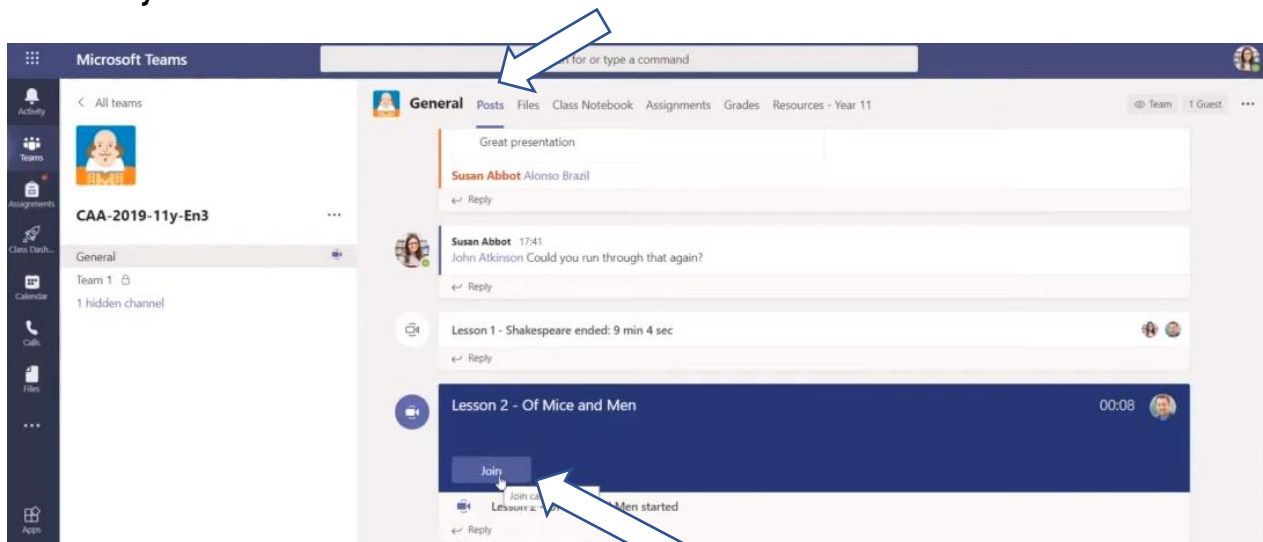 Microsoft Teams
for or type a command
Activity
Teams
Assignments
Class Dash...
Calendar
Calls
Files
Apps
< All teams
CAA-2019-11y-En3
General
Team 1
1 hidden channel
General Posts Files Class Notebook Assignments Grades Resources - Year 11
Team 1 Guest
Great presentation
Susan Abbot Alonso Brazil
Reply
Susan Abbot 17:41
John Atkinson Could you run through that again?
Reply
Lesson 1 - Shakespeare ended: 9 min 4 sec
Reply
Lesson 2 - Of Mice and Men 00:08
Join
Join
Lesson 2 Men started
Reply